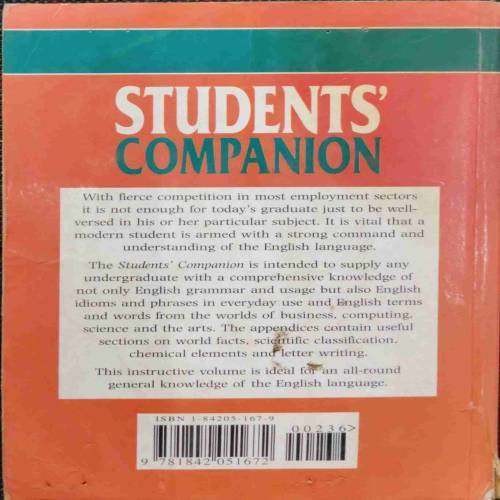 STUDENTS'
COMPANION
With fierce competition in most employment sectors
it is not enough for today's graduate just to be well-
versed in his or her particular subject. It is vital that a
modern student is armed with a strong command and
understanding of the English language.
The Students' Companion is intended to supply any
undergraduate with a comprehensive knowledge of
not only English grammar and usage but also English
idioms and phrases in everyday use and English terms
and words from the worlds of business, computing,
science and the arts. The appendices contain useful
sections on world facts, scientific classification,
chemical elements and letter writing.
This instructive volume is ideal for an all-round
general knowledge of the English language.
ISBN 1-84205-167-9
00236>
9 781842 051672